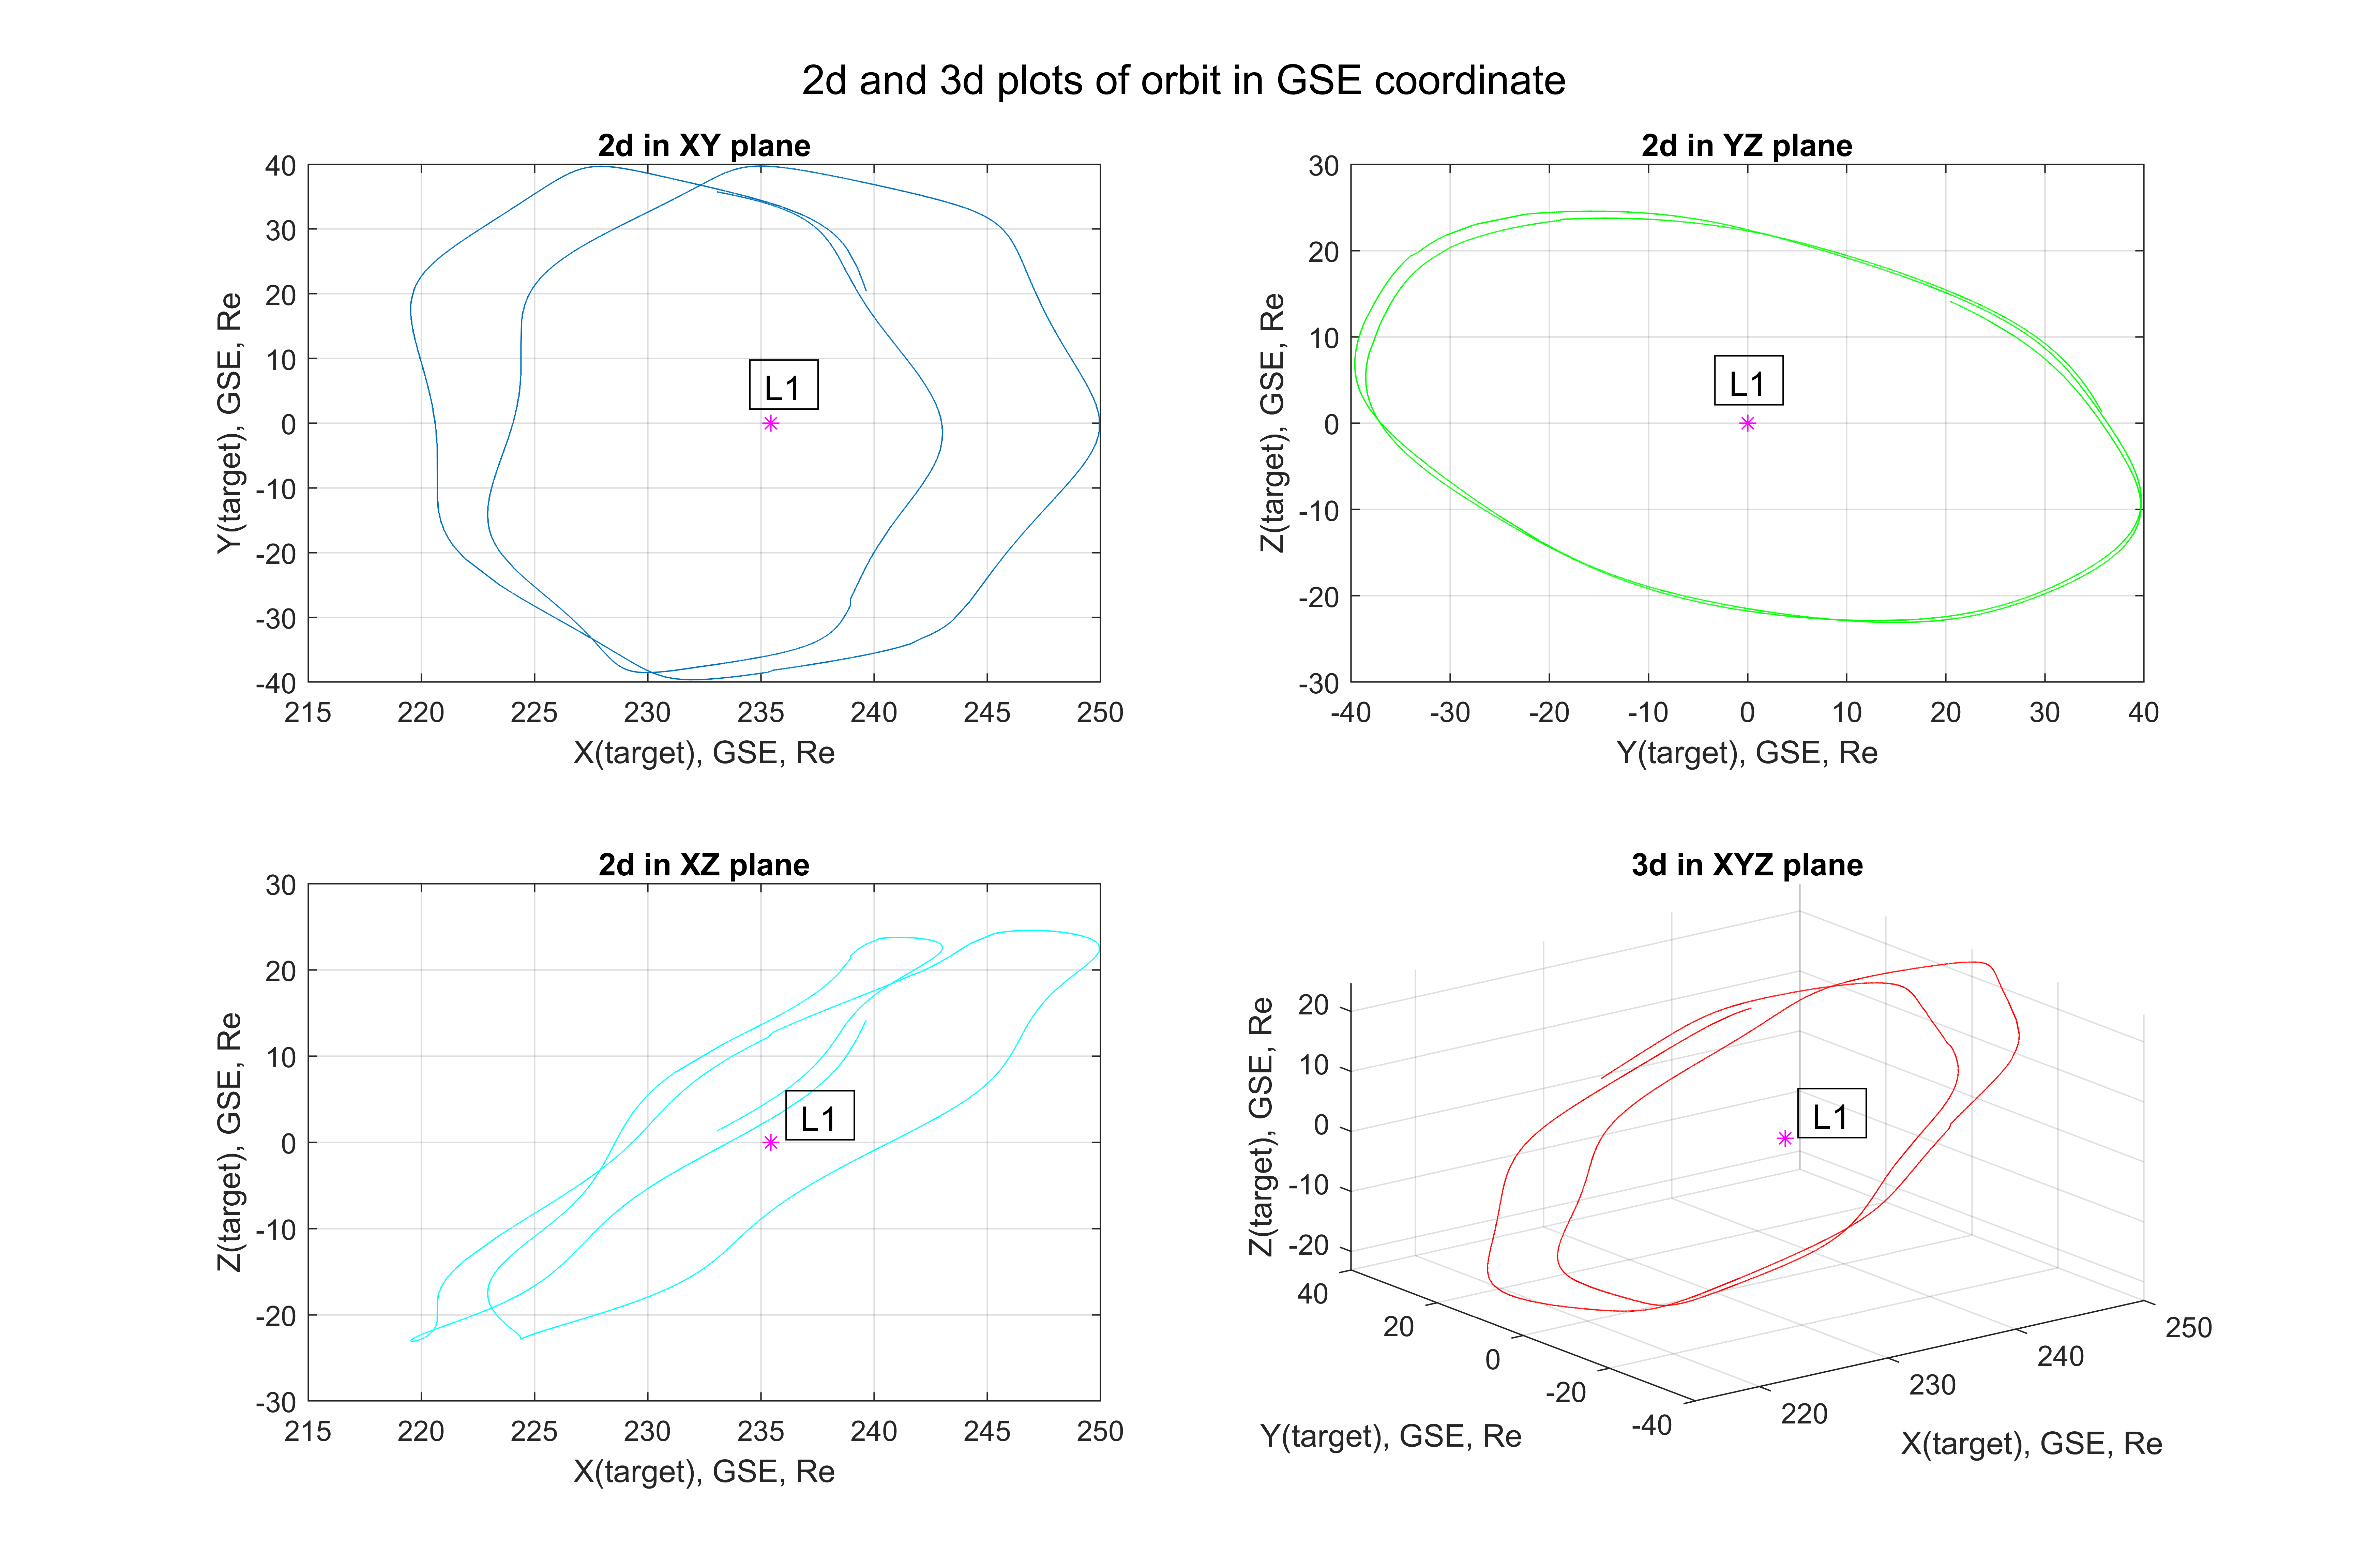 2d and 3d plots of orbit in GSE coordinate
2d in XY plane
40
30
20
10
0
-10
-20
-30
-40
Y(target), GSE, Re
L1
215 220 225 230 235 240 245 250
X(target), GSE, Re
2d in YZ plane
30
20
10
0
-10
-20
-30
Z(target), GSE, Re
L1
-40 -30 -20 -10 0 10 20 30 40
Y(target), GSE, Re
2d in XZ plane
30
20
10
0
-10
-20
-30
Z(target), GSE, Re
L1
215 220 225 230 235 240 245 250
X(target), GSE, Re
3d in XYZ plane
20
10
0
-10
-20
Z(target), GSE, Re
L1
40
20
0
-20
-40
Y(target), GSE, Re
220
230
240
250
X(target), GSE, Re